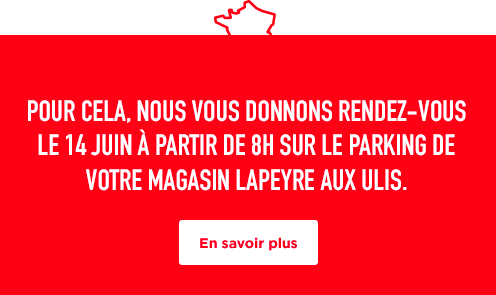 POUR CELA, NOUS VOUS DONNONS RENDEZ-VOUS
LE 14 JUIN À PARTIR DE 8H SUR LE PARKING DE
VOTRE MAGASIN LAPEYRE AUX ULIS.
En savoir plus